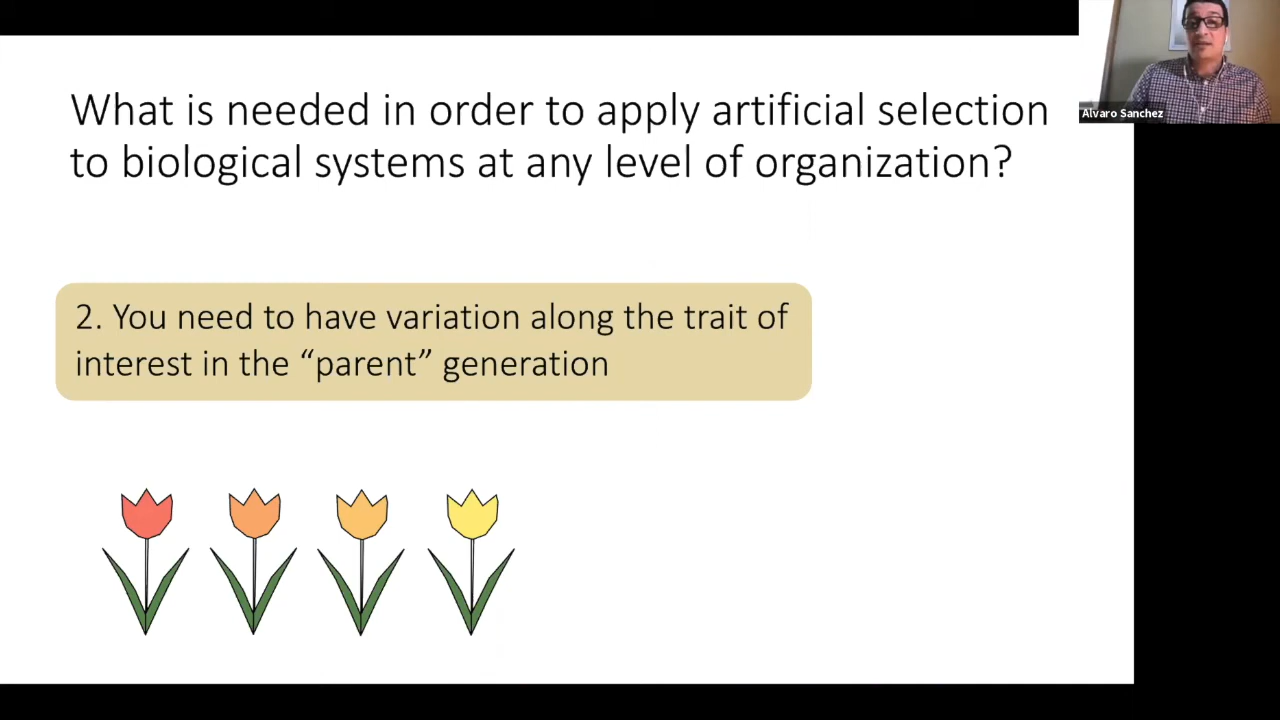 What is needed in order to apply artificial selection
to biological systems at any level of organization?
Alvaro Sanchez
2. You need to have variation along the trait of
interest in the “parent” generation